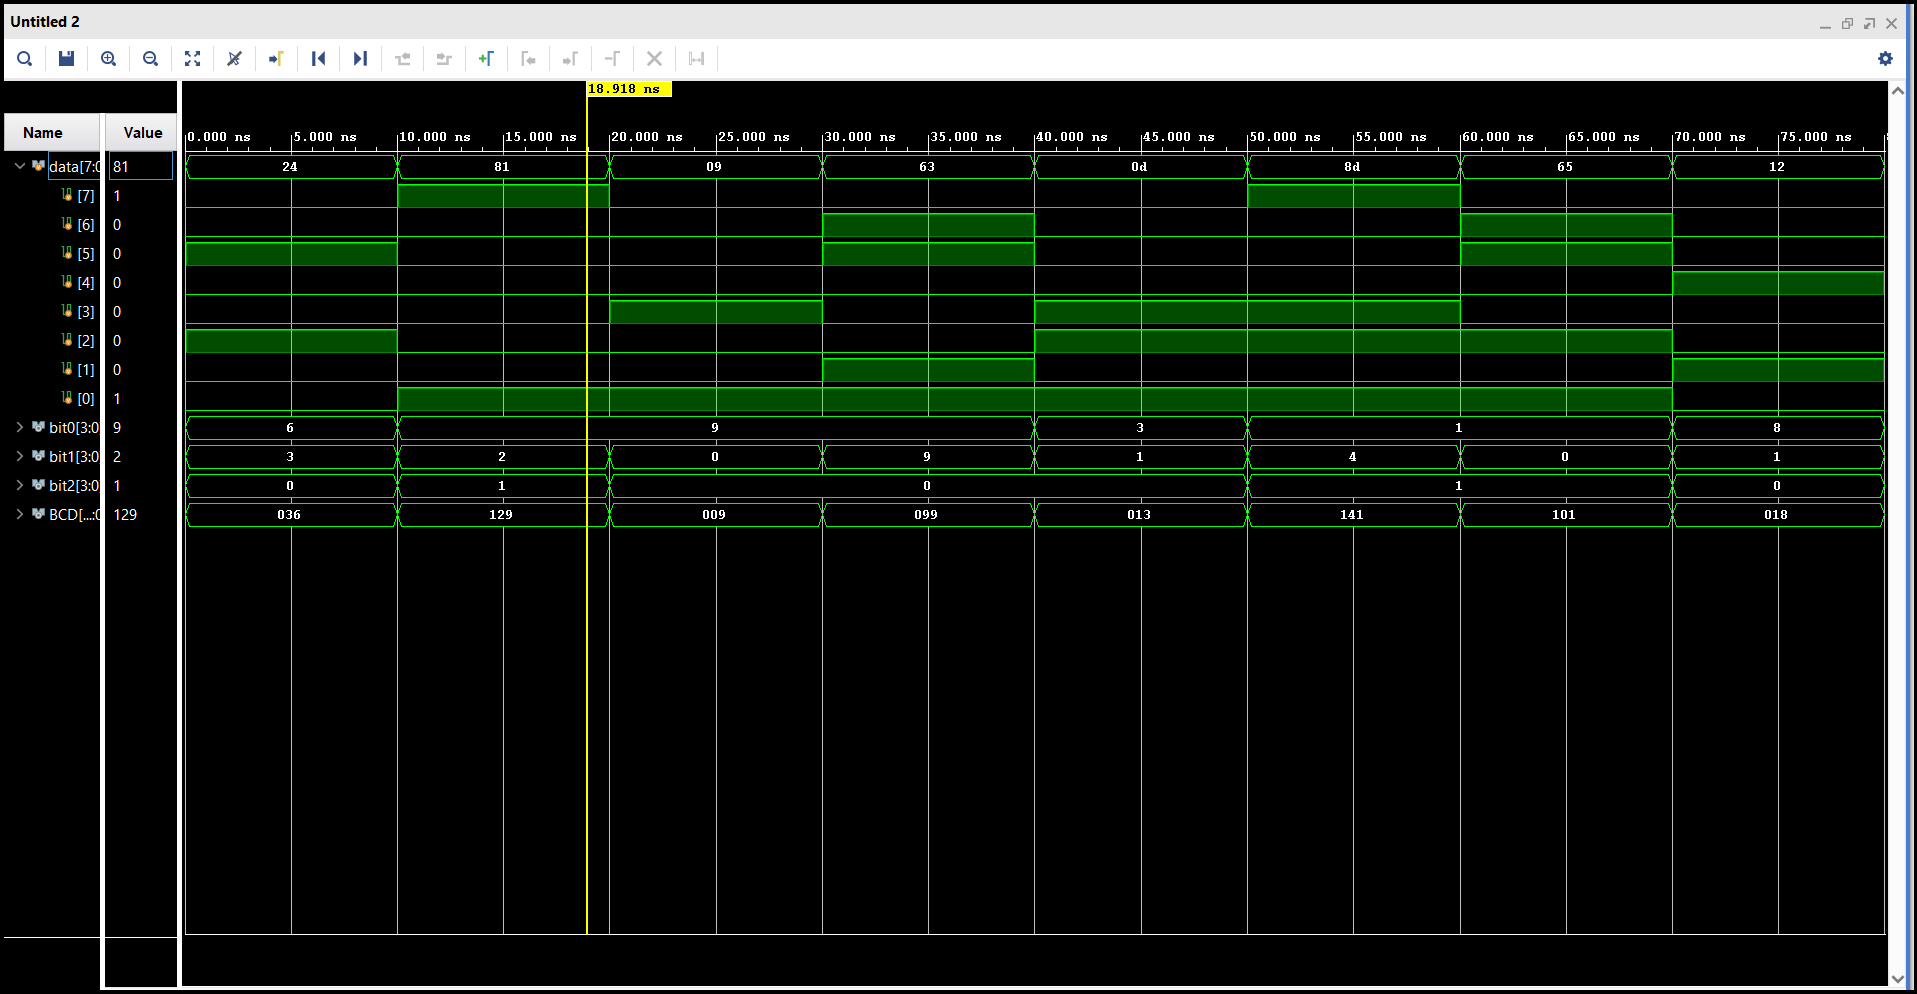 Untitled 2
18.918 ns
Name Value
0.000 ns 5.000 ns 10.000 ns 15.000 ns 20.000 ns 25.000 ns 30.000 ns 35.000 ns 40.000 ns 45.000 ns 50.000 ns 55.000 ns 60.000 ns 65.000 ns 70.000 ns 75.000 ns
data[7:0 81 24 81 09 63 0d 8d 65 12
[7] 1
[6] 0
[5] 0
[4] 0
[3] 0
[2] 0
[1] 0
[0] 1
bit0[3:0 9 6 9 3 1 8
bit1[3:0 2 3 2 0 9 1 4 0 1
bit2[3:0 1 0 1 0 1 0
BCD[...:0 129 036 129 009 099 013 141 101 018